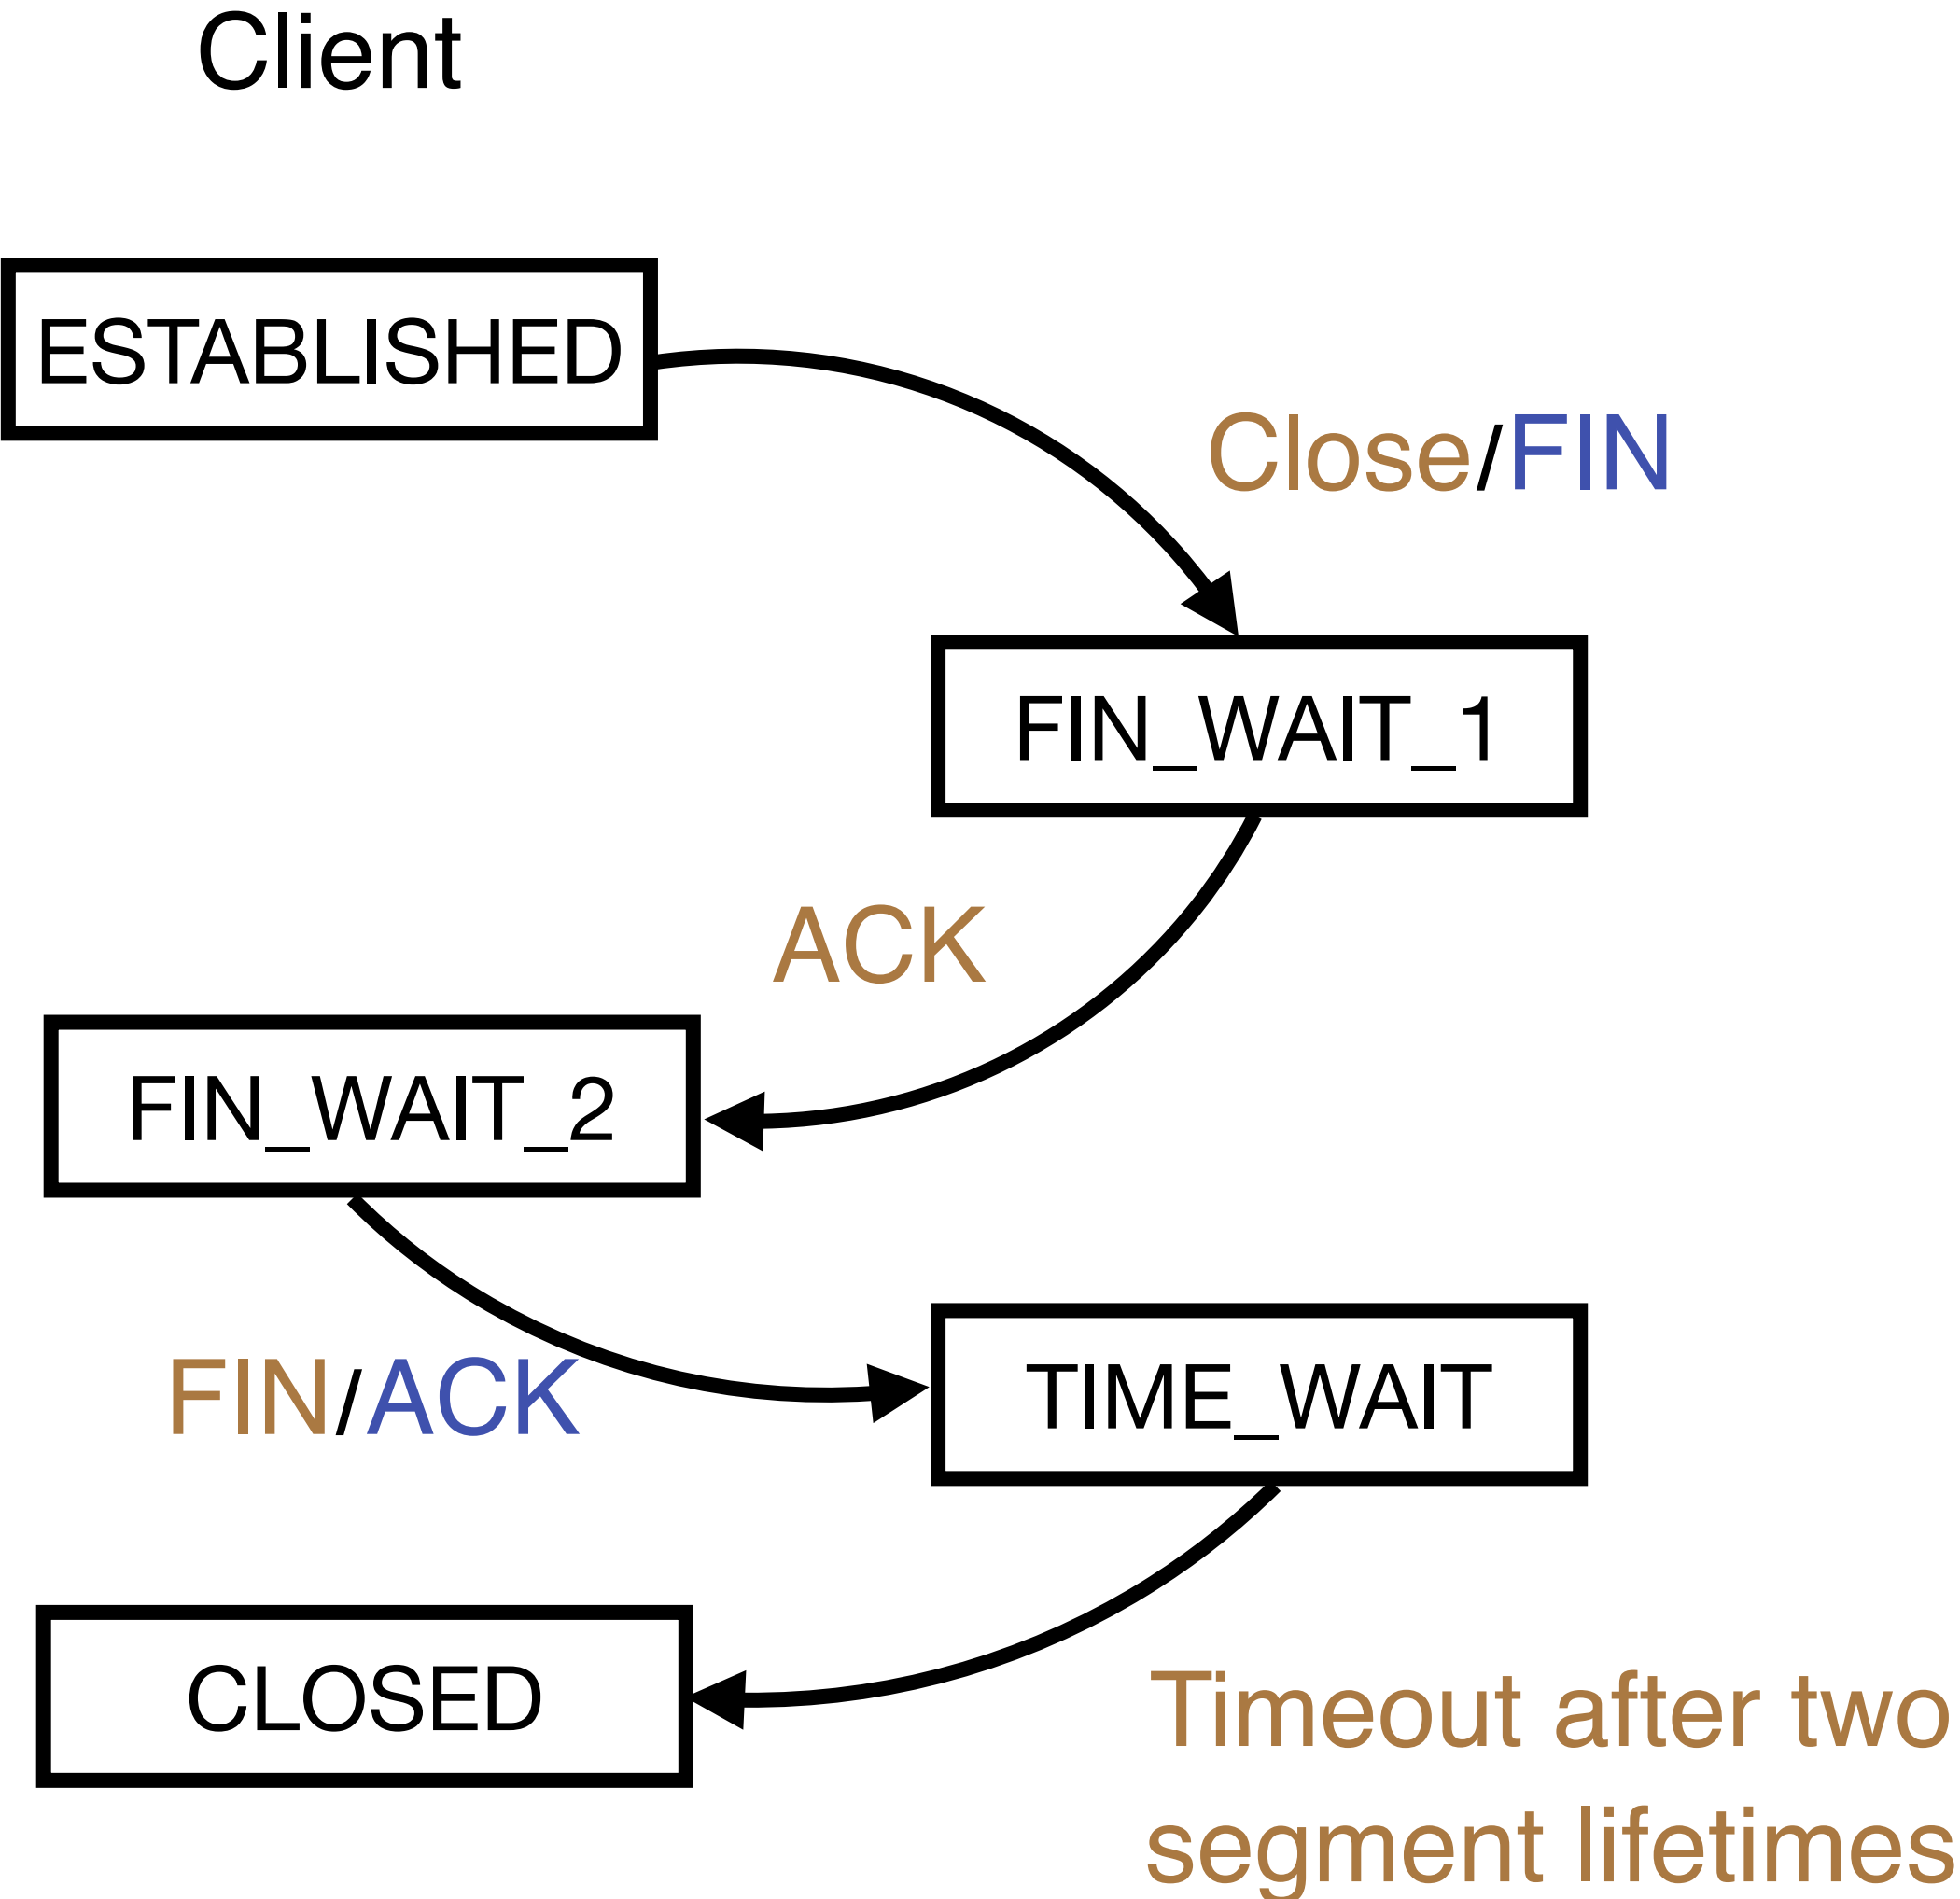 Client
ESTABLISHED
Close/FIN
FIN_WAIT_1
ACK
FIN_WAIT_2
FIN/ACK
TIME_WAIT
CLOSED
Timeout after two
segment lifetimes